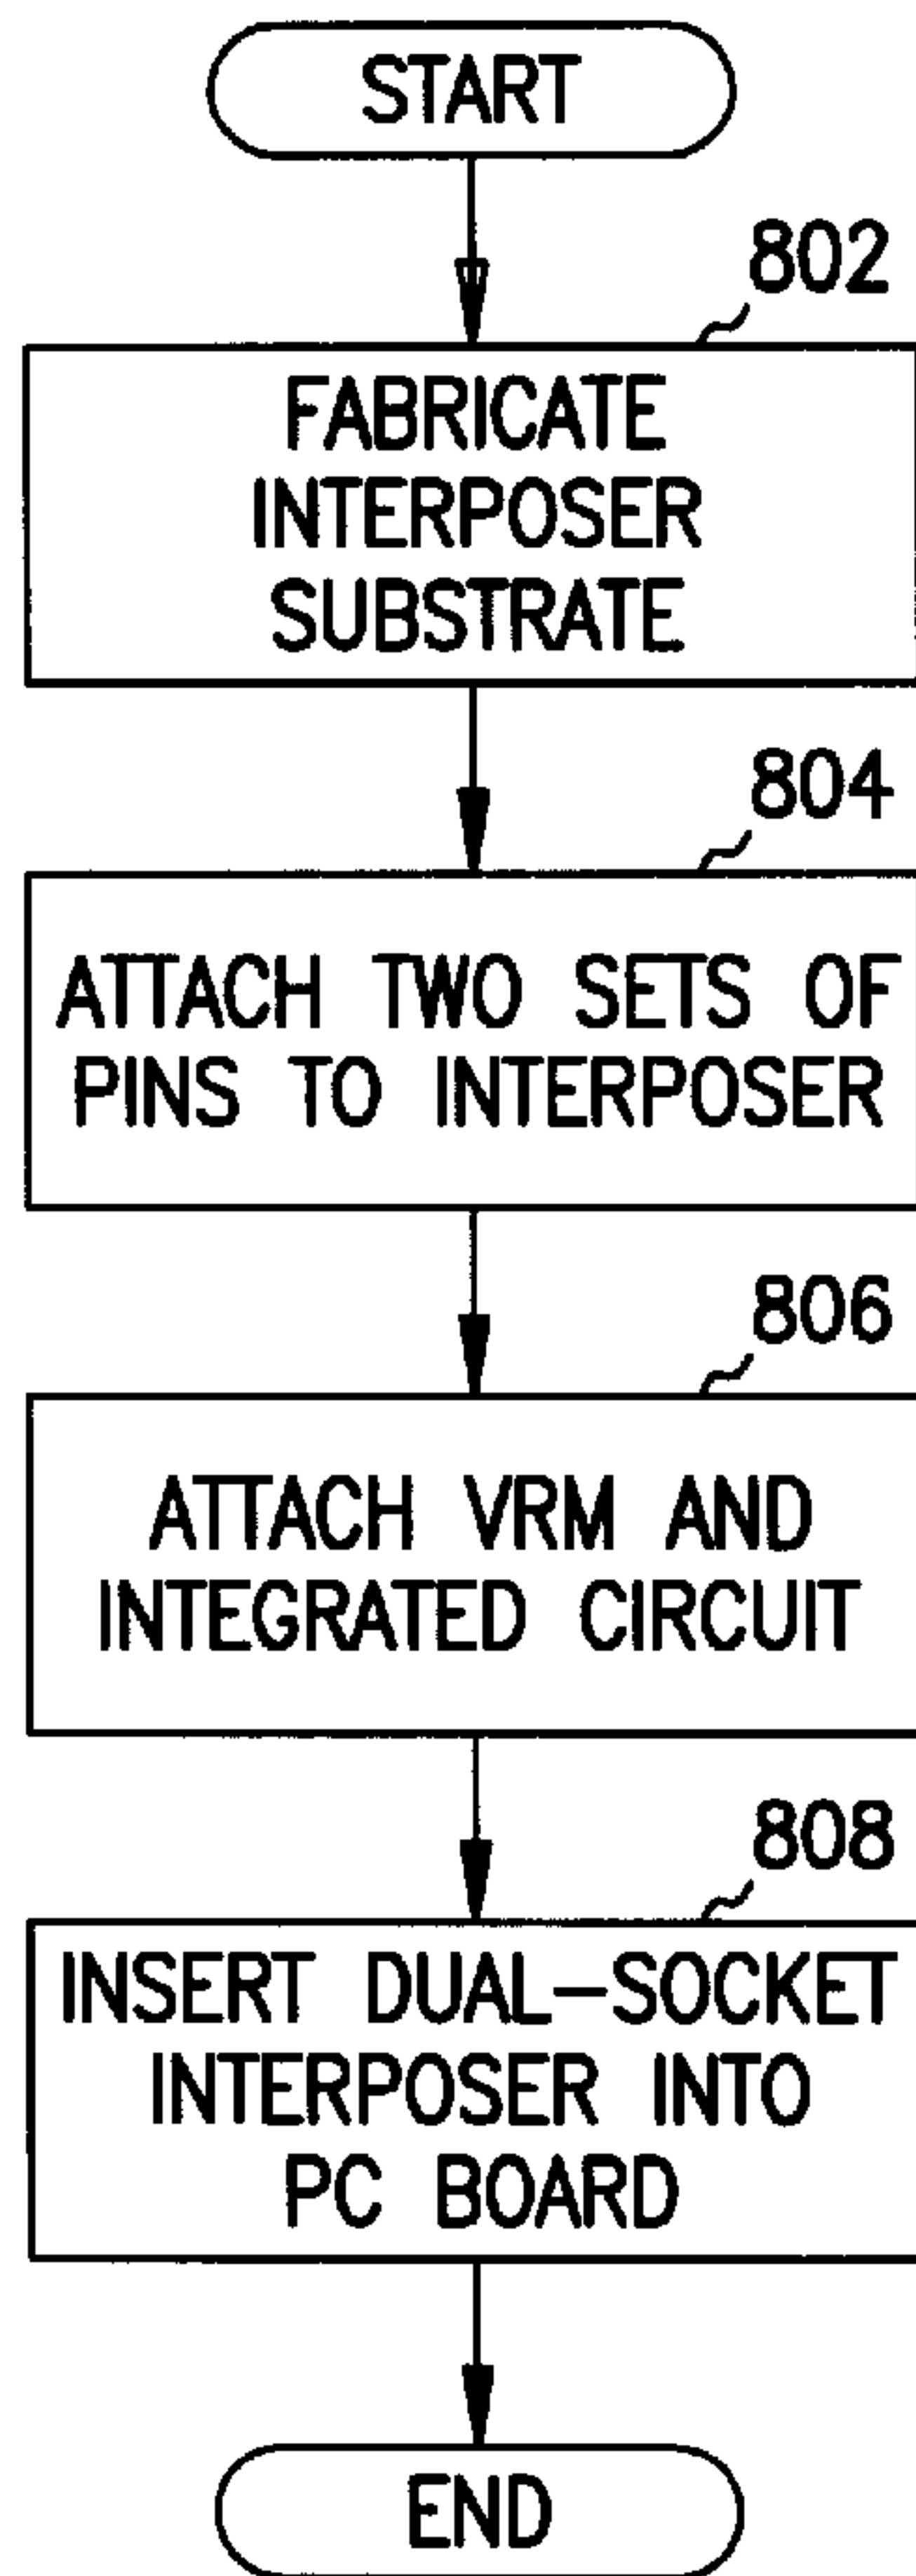 START
802
FABRICATE
INTERPOSER
SUBSTRATE
804
ATTACH TWO SETS OF
PINS TO INTERPOSER
806
ATTACH VRM AND
INTEGRATED CIRCUIT
808
INSERT DUAL-SOCKET
INTERPOSER INTO
PC BOARD
END